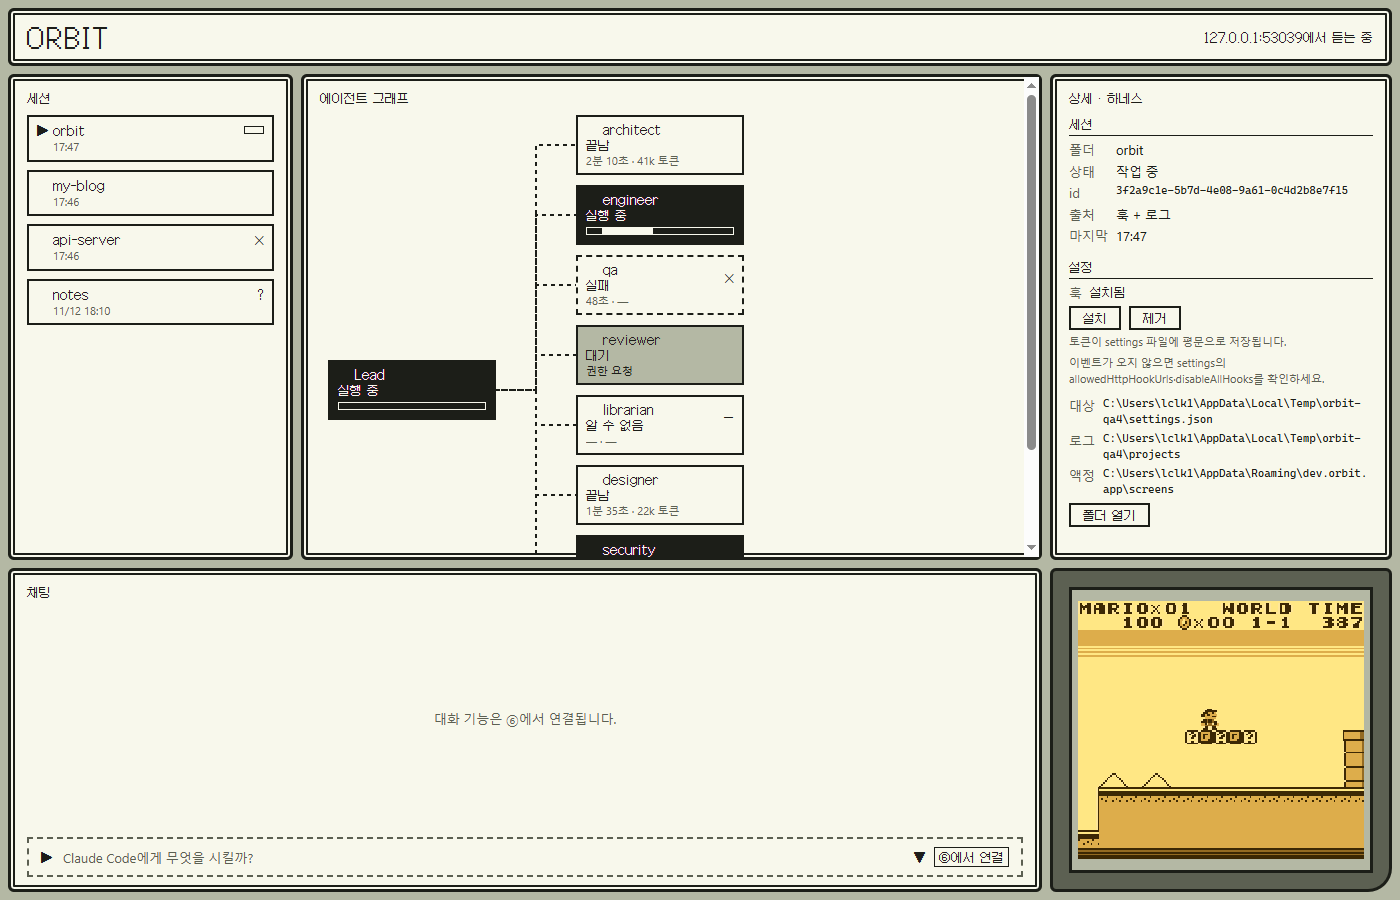 ORBIT
127.0.0.1:53039에서 듣는 중
세션
▶ orbit
17:47
my-blog
17:46
api-server ×
17:46
notes ?
11/12 18:10
에이전트 그래프
architect
끝남
2분 10초 · 41k 토큰
engineer
실행 중
qa ×
실패
48초 · —
reviewer
대기
권한 요청
Lead
실행 중
librarian —
알 수 없음
— · —
designer
끝남
1분 35초 · 22k 토큰
security
상세 · 하네스
세션
폴더 orbit
상태 작업 중
id 3f2a9c1e-5b7d-4e08-9a61-0c4d2b8e7f15
출처 훅 + 로그
마지막 17:47
설정
훅 설치됨
설치 제거
토큰이 settings 파일에 평문으로 저장됩니다.
이벤트가 오지 않으면 settings의
allowedHttpHookUrls·disableAllHooks를 확인하세요.
대상 C:\Users\lclk1\AppData\Local\Temp\orbit-
qa4\settings.json
로그 C:\Users\lclk1\AppData\Local\Temp\orbit-
qa4\projects
액정 C:\Users\lclk1\AppData\Roaming\dev.orbit.
app\screens
폴더 열기
채팅
대화 기능은 ⑥에서 연결됩니다.
▶ Claude Code에게 무엇을 시킬까? ▼ ⑥에서 연결
MARIO×01 WORLD TIME
100 ×00 1-1 387